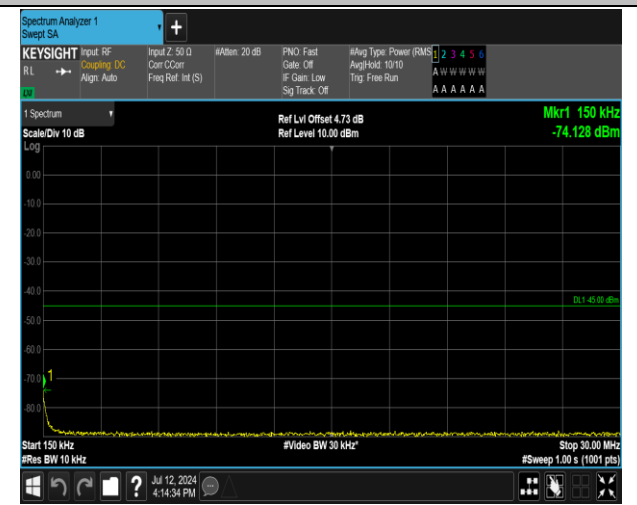 Spectrum Analyzer 1
Swept SA
+
KEYSIGHT Input: RF Input Z: 50 Ω #Atten: 20 dB PNO: Fast #Avg Type: Power (RMS 1 2 3 4 5 6
RL Coupling: DC Corr CCorr Gate: Off Avg|Hold: 10/10 A W W W W W
Align: Auto Freq Ref: Int (S) IF Gain: Low Trig: Free Run
Sig Track: Off A A A A A A
1 Spectrum Ref Lvl Offset 4.73 dB Mkr1 150 kHz
Scale/Div 10 dB Ref Level 10.00 dBm -74.128 dBm
Log
0.00
-10.0
-20.0
-30.0
-40.0
DL1 -45.00 dBm
-50.0
-60.0
-70.0
1
-80.0
Start 150 kHz #Video BW 30 kHz* Stop 30.00 MHz
#Res BW 10 kHz #Sweep 1.00 s (1001 pts)
? Jul 12, 2024
4:14:34 PM